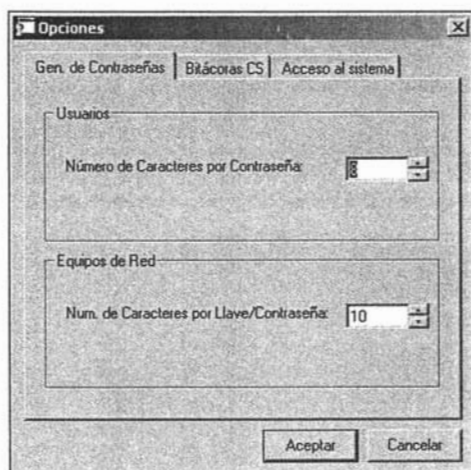 Opciones
Gen. de Contraseñas Bitácoras CS Acceso al sistema
Usuarios
Número de Caracteres por Contraseña: 8
Equipos de Red
Num. de Caracteres por Llave/Contraseña: 10
Aceptar Cancelar